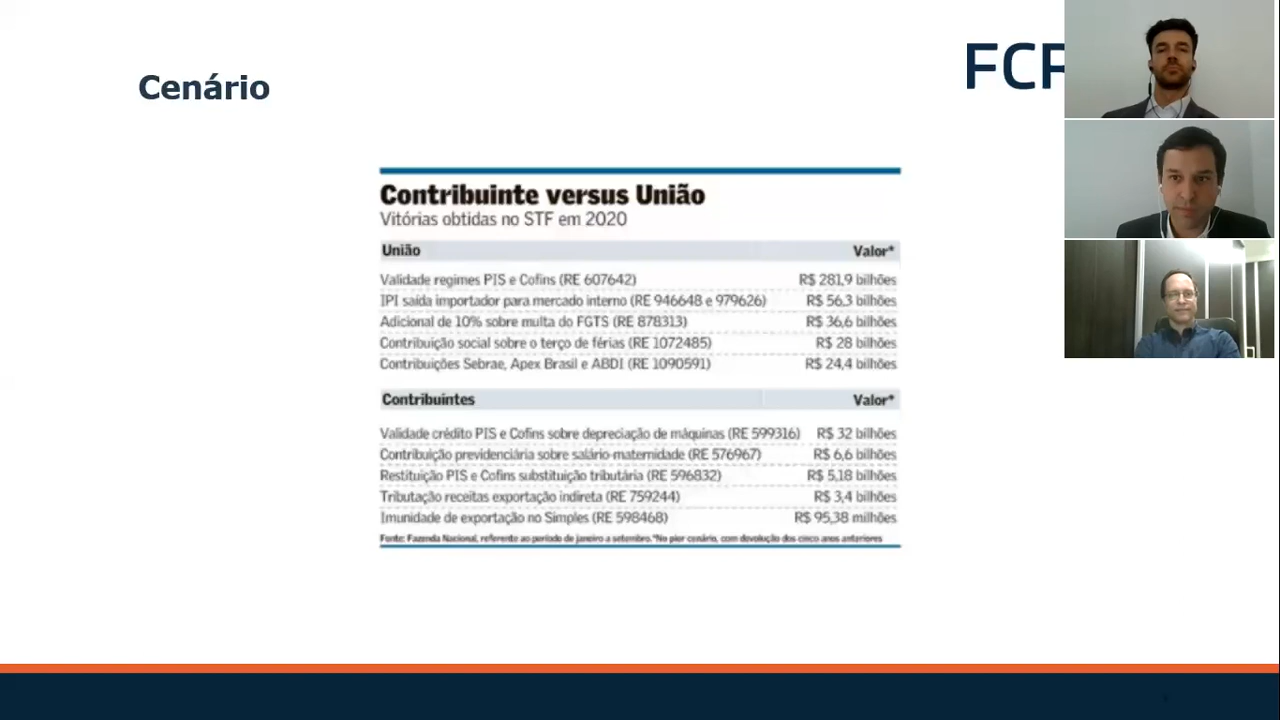 Cenário
FCR
Contribuinte versus União
Vitórias obtidas no STF em 2020
União Valor*
Validade regimes PIS e Cofins (RE 607642) R$ 281,9 bilhões
IPI saída importador para mercado interno (RE 946648 e 979626) R$ 56,3 bilhões
Adicional de 10% sobre multa do FGTS (RE 878313) R$ 36,6 bilhões
Contribuição social sobre o terço de férias (RE 1072485) R$ 28 bilhões
Contribuições Sebrae, Apex Brasil e ABDI (RE 1090591) R$ 24,4 bilhões
Contribuintes Valor*
Validade crédito PIS e Cofins sobre depreciação de máquinas (RE 599316) R$ 32 bilhões
Contribuição previdenciária sobre salário-maternidade (RE 576967) R$ 6,6 bilhões
Restituição PIS e Cofins substituição tributária (RE 596832) R$ 5,18 bilhões
Tributação receitas exportação indireta (RE 759244) R$ 3,4 bilhões
Imunidade de exportação no Simples (RE 598468) R$ 95,38 milhões
Fonte: Fazenda Nacional, referente ao período de janeiro a setembro. *No pior cenário, com devolução dos cinco anos anteriores